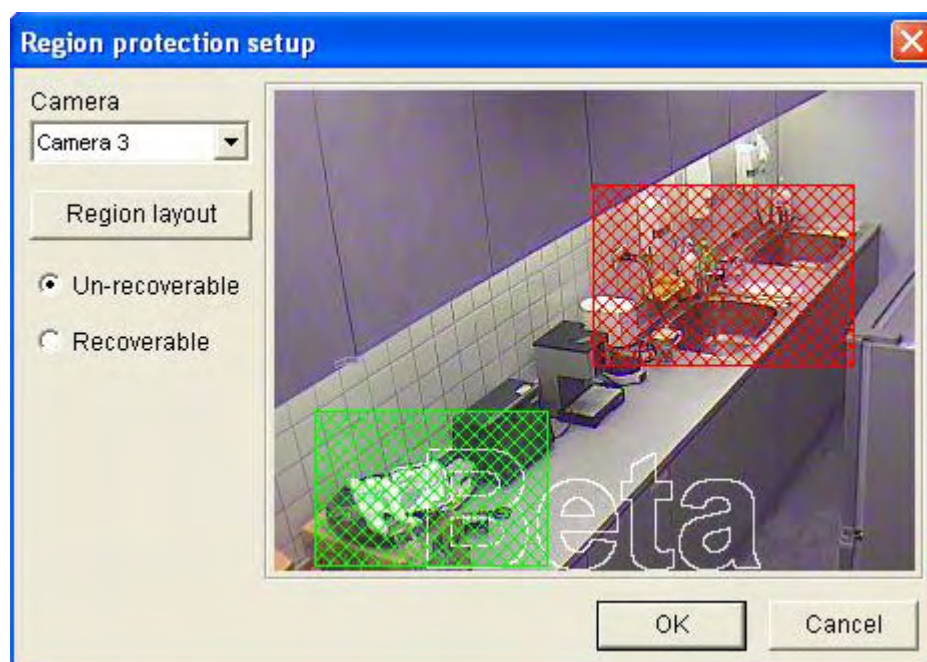 Region protection setup
Camera
Camera 3
Region layout
Un-recoverable
Recoverable
Beta
OK
Cancel